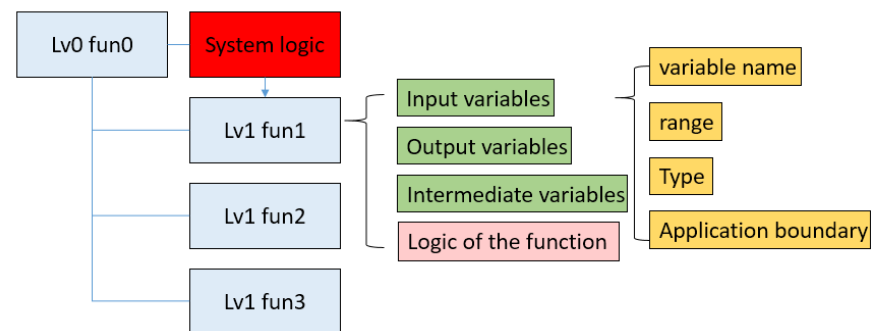 Lv0 fun0
System logic
Lv1 fun1
Lv1 fun2
Lv1 fun3
Input variables
Output variables
Intermediate variables
Logic of the function
variable name
range
Type
Application boundary